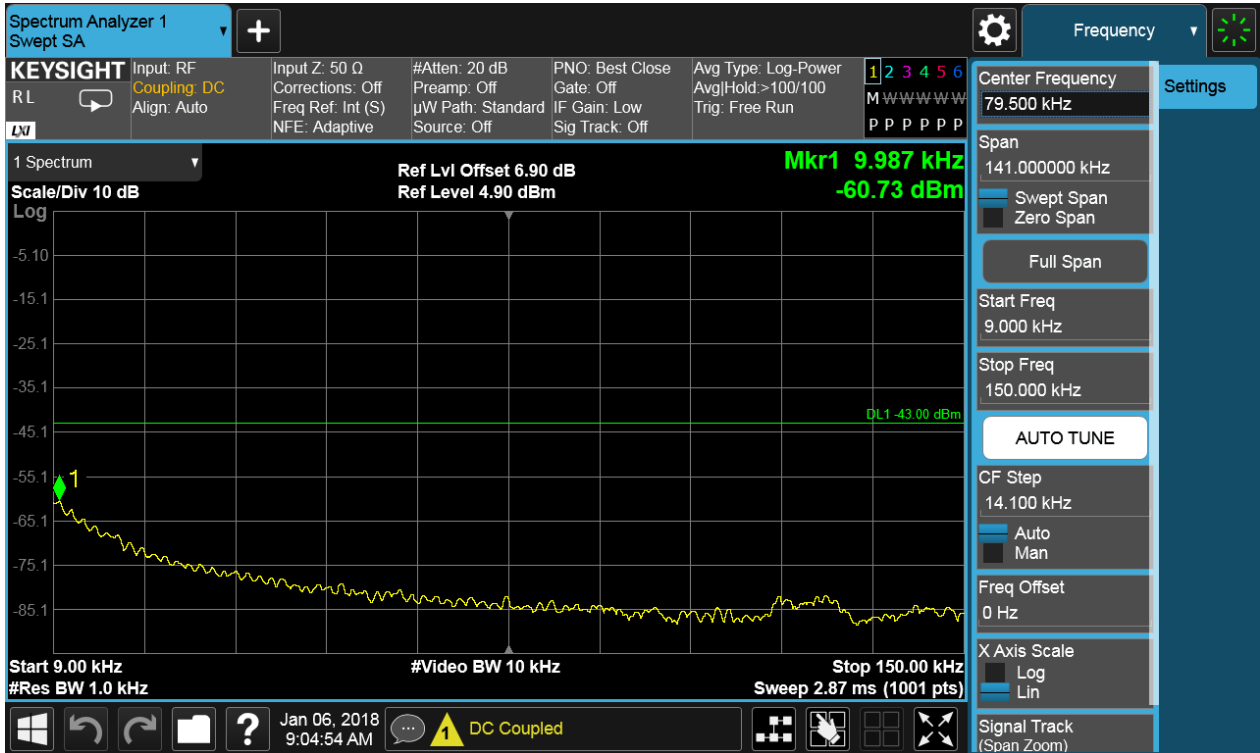 Spectrum Analyzer 1
Swept SA
Frequency
KEYSIGHT
RL
LXI
Input: RF
Coupling: DC
Align: Auto
Input Z: 50 Ω
Corrections: Off
Freq Ref: Int (S)
NFE: Adaptive
#Atten: 20 dB
Preamp: Off
µW Path: Standard
Source: Off
PNO: Best Close
Gate: Off
IF Gain: Low
Sig Track: Off
Avg Type: Log-Power
Avg|Hold:>100/100
Trig: Free Run
1 2 3 4 5 6
M W W W W W
P P P P P P
1 Spectrum
Scale/Div 10 dB
Log
Ref Lvl Offset 6.90 dB
Ref Level 4.90 dBm
Mkr1 9.987 kHz
-60.73 dBm
-5.10
-15.1
-25.1
-35.1
DL1 -43.00 dBm
-45.1
-55.1
1
-65.1
-75.1
-85.1
Start 9.00 kHz
#Res BW 1.0 kHz
#Video BW 10 kHz
Stop 150.00 kHz
Sweep 2.87 ms (1001 pts)
Center Frequency
79.500 kHz
Span
141.000000 kHz
Swept Span
Zero Span
Full Span
Start Freq
9.000 kHz
Stop Freq
150.000 kHz
AUTO TUNE
CF Step
14.100 kHz
Auto
Man
Freq Offset
0 Hz
X Axis Scale
Log
Lin
Signal Track
(Span Zoom)
Settings
?
Jan 06, 2018
9:04:54 AM
1
DC Coupled